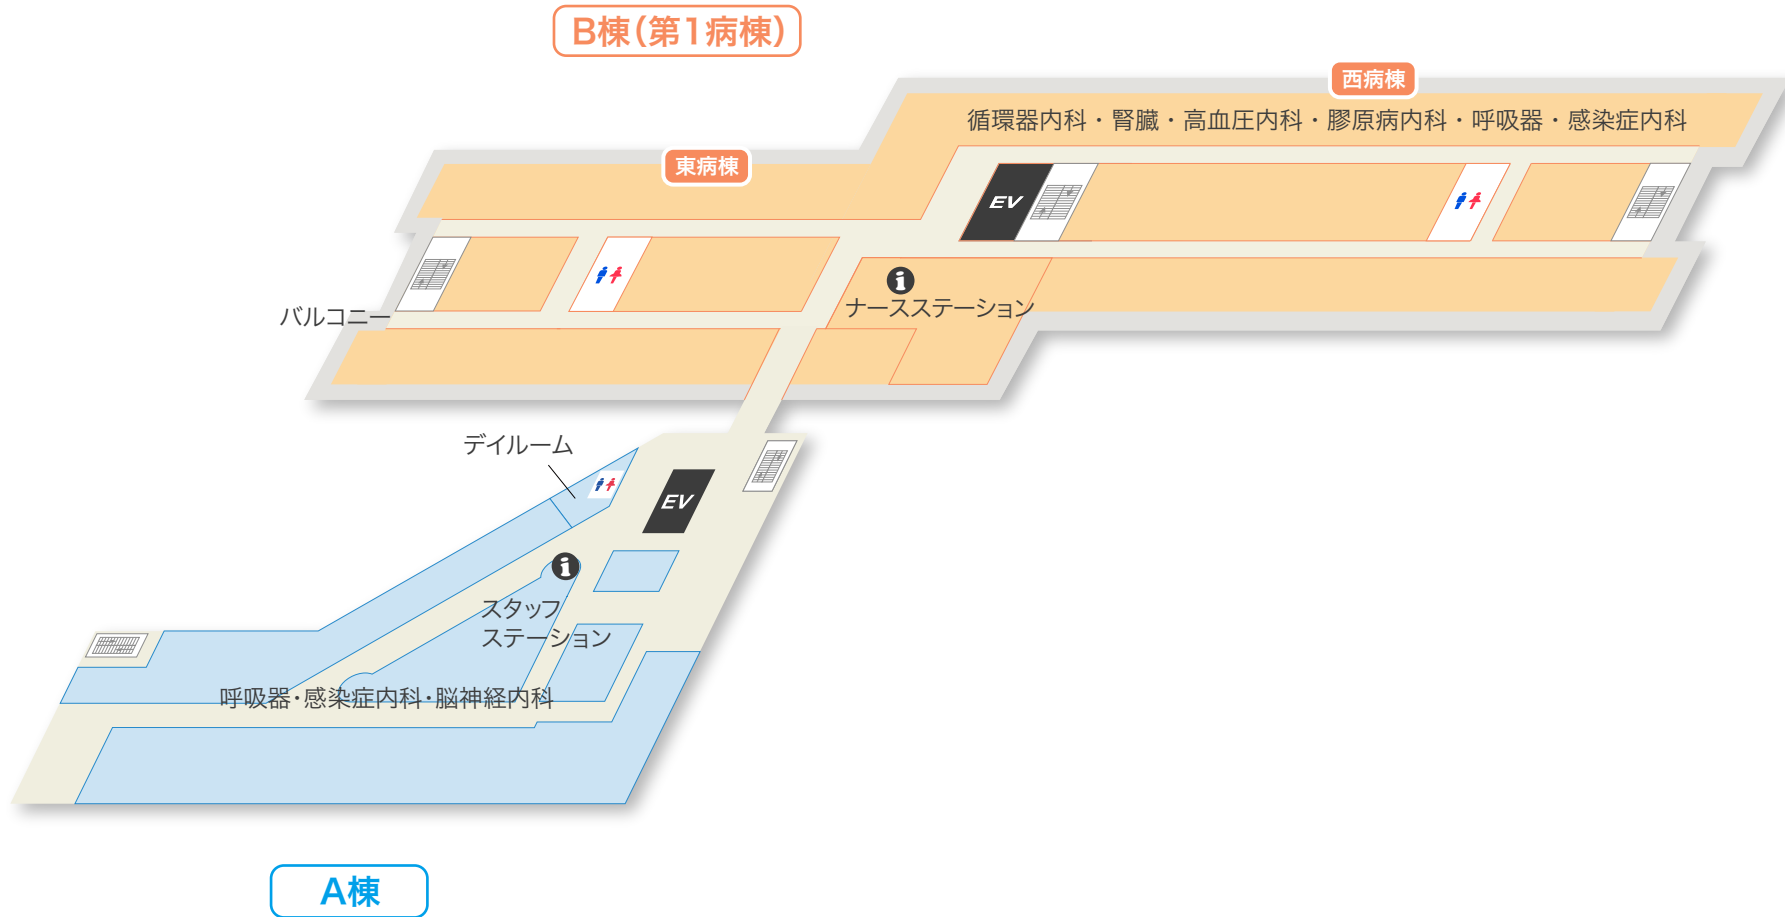 B棟(第1病棟)
西病棟
循環器内科・腎臓・高血圧内科・膠原病内科・呼吸器・感染症内科
東病棟
EV
バルコニー
i
ナースステーション
デイルーム
EV
i
スタッフ
ステーション
呼吸器・感染症内科・脳神経内科
A棟